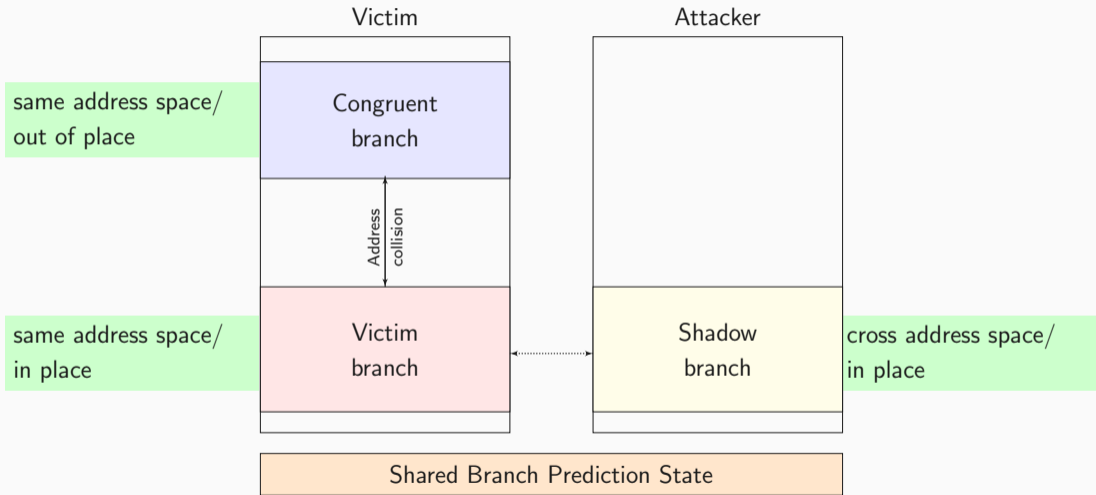 Victim
Attacker
same address space/
out of place
Congruent
branch
Address
collision
same address space/
in place
Victim
branch
Shadow
branch
cross address space/
in place
Shared Branch Prediction State